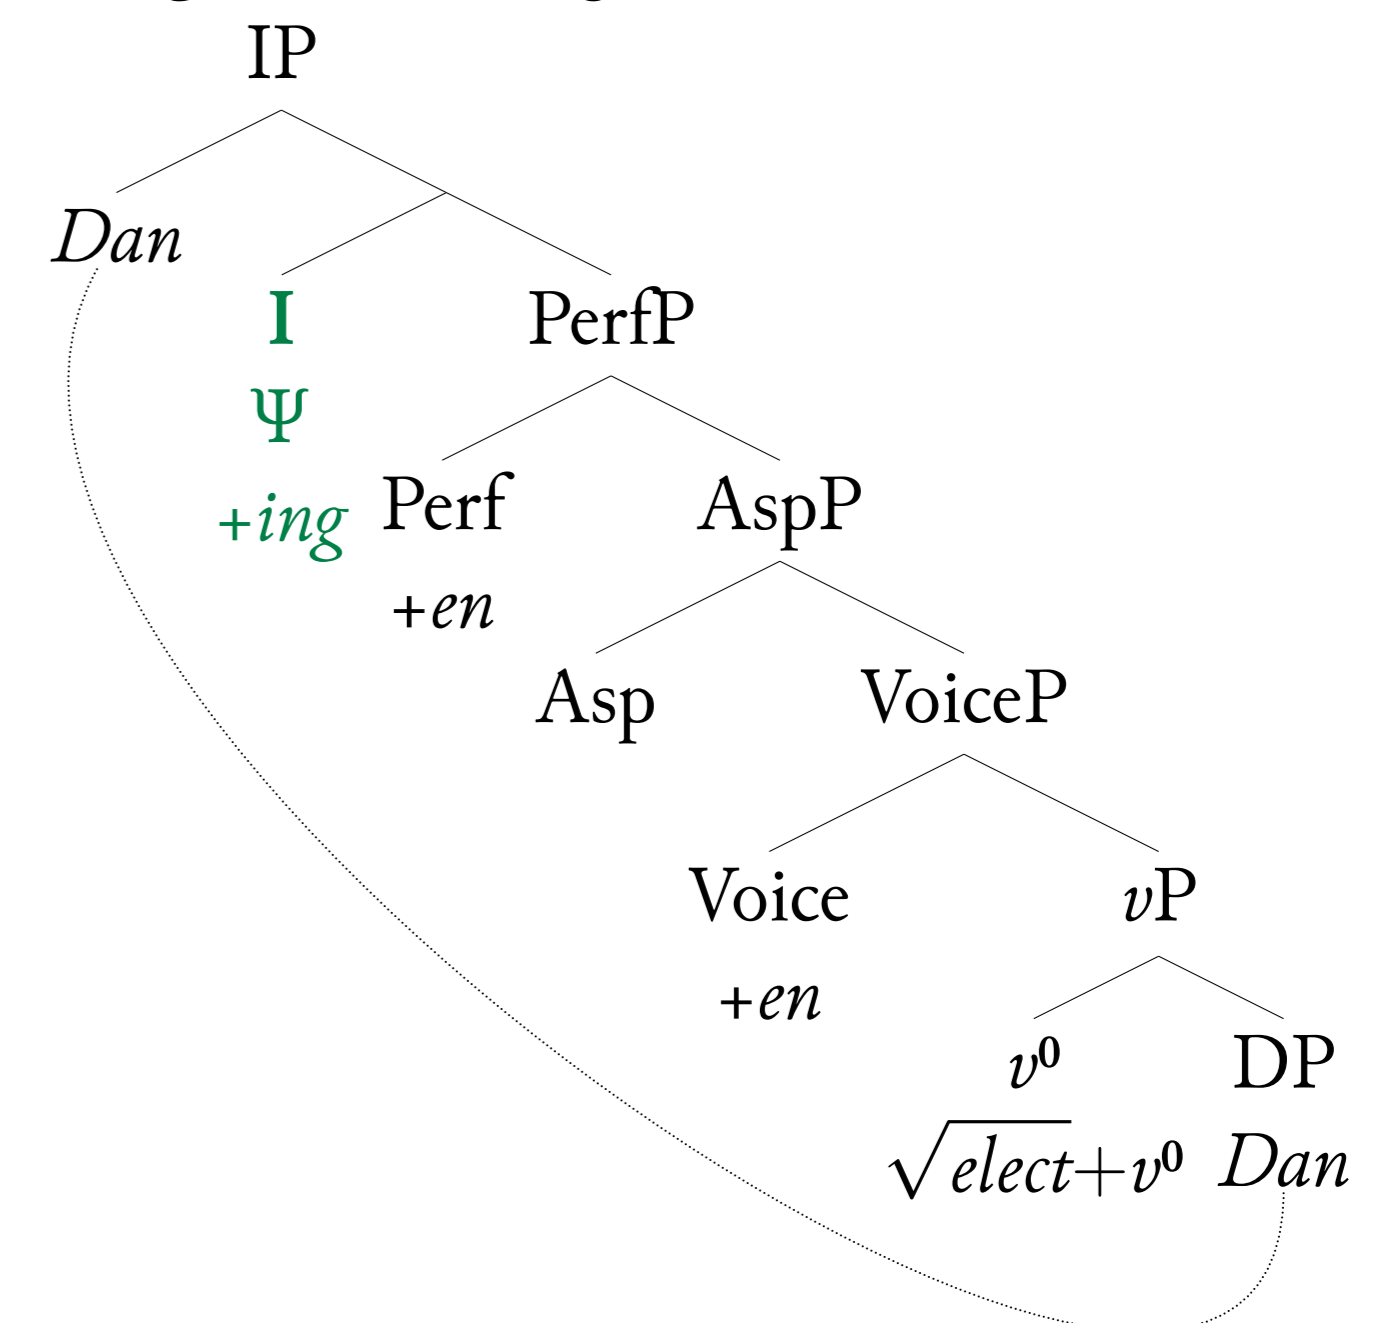 IP
Dan
I PerfP
Ψ
+ing Perf AspP
+en
Asp VoiceP
Voice vP
+en
v⁰ DP
√elect+v⁰ Dan